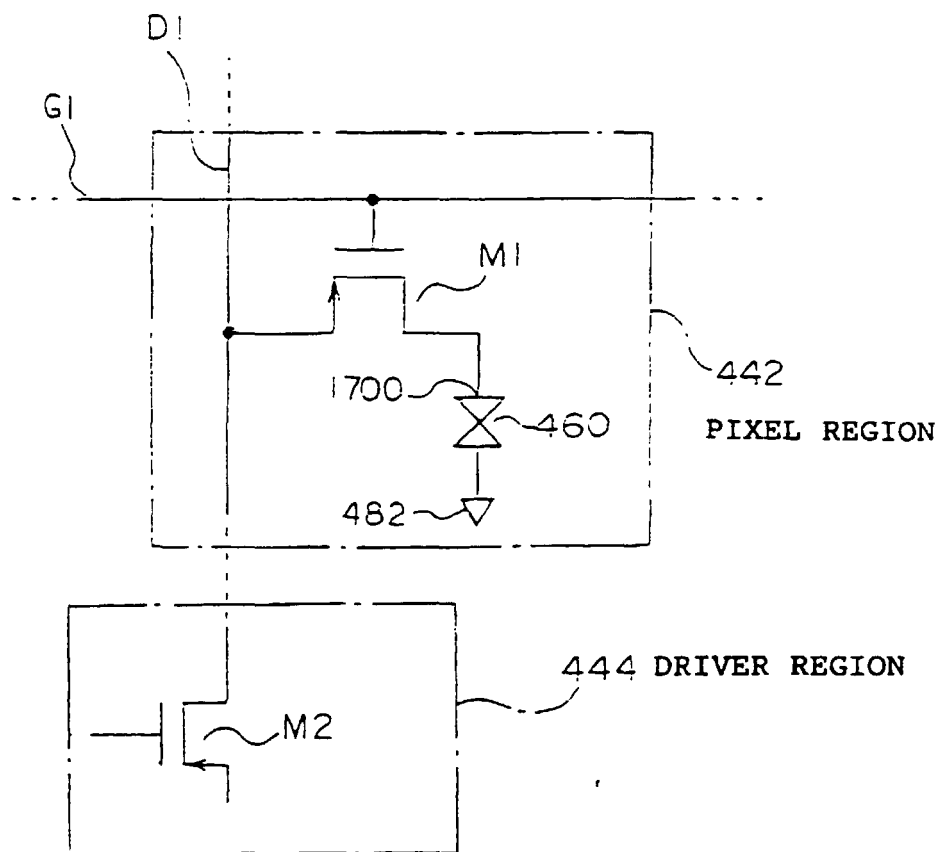 D1
G1
M1
442
PIXEL REGION
1700
460
482
444 DRIVER REGION
M2